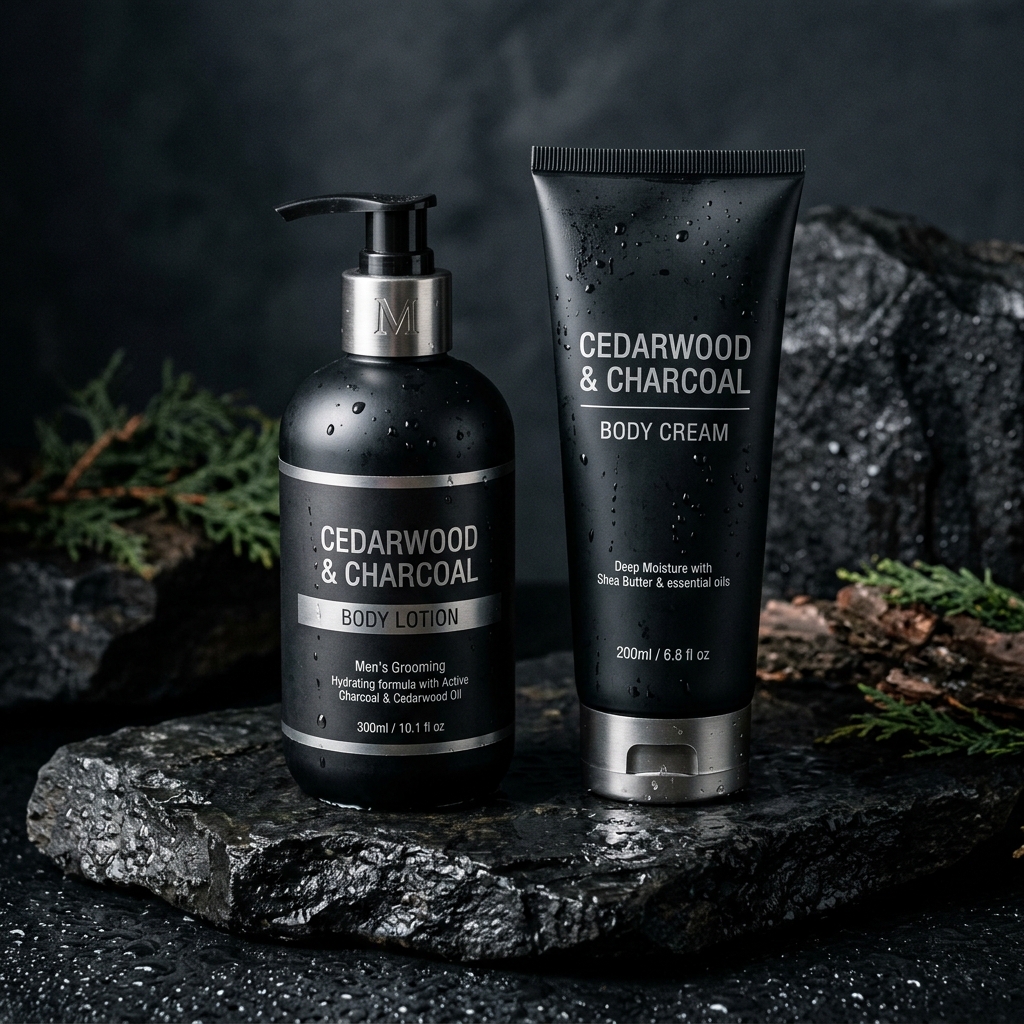 M
CEDARWOOD
& CHARCOAL
BODY LOTION
Men's Grooming
Hydrating formula with Active
Charcoal & Cedarwood Oil
300ml / 10.1 fl oz
CEDARWOOD
& CHARCOAL
BODY CREAM
Deep Moisture with
Shea Butter & essential oils
200ml / 6.8 fl oz